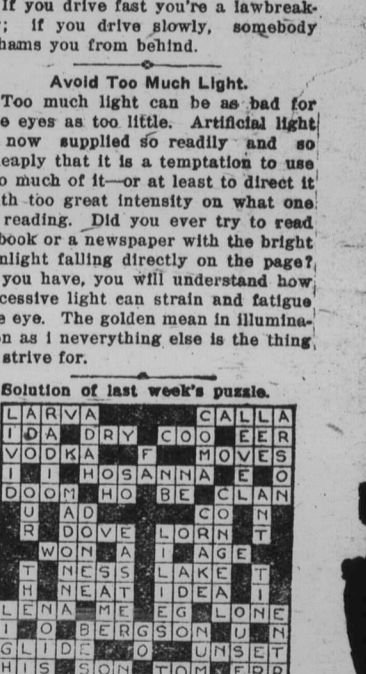 If you drive fast you're a lawbreak-
; if you drive slowly, somebody
hams you from behind.
Avoid Too Much Light.
Too much light can be as bad for
e eyes as too little. Artificial light
now supplied so readily and so
eaply that it is a temptation to use
o much of it—or at least to direct it
th too great intensity on what one
reading. Did you ever try to read
book or a newspaper with the bright
nlight falling directly on the page?
you have, you will understand how
cessive light can strain and fatigue
e eye. The golden mean in illumina-
n as i neverything else is the thing
strive for.
Solution of last week's puzzle.
LARVA CALLA
IDA DRY COO EER
VODKA F MOVES
I I HOSANNA E O
DOOM HO BE CLAN
U AD CO N
R DOVE LORN T
WON A I AGE
T NESS LAKE T
H NEAT IDEA I
LENA ME EG LONE
I O BERGSON U N
GLIDE O UNSET
HIS SON TOM ERR